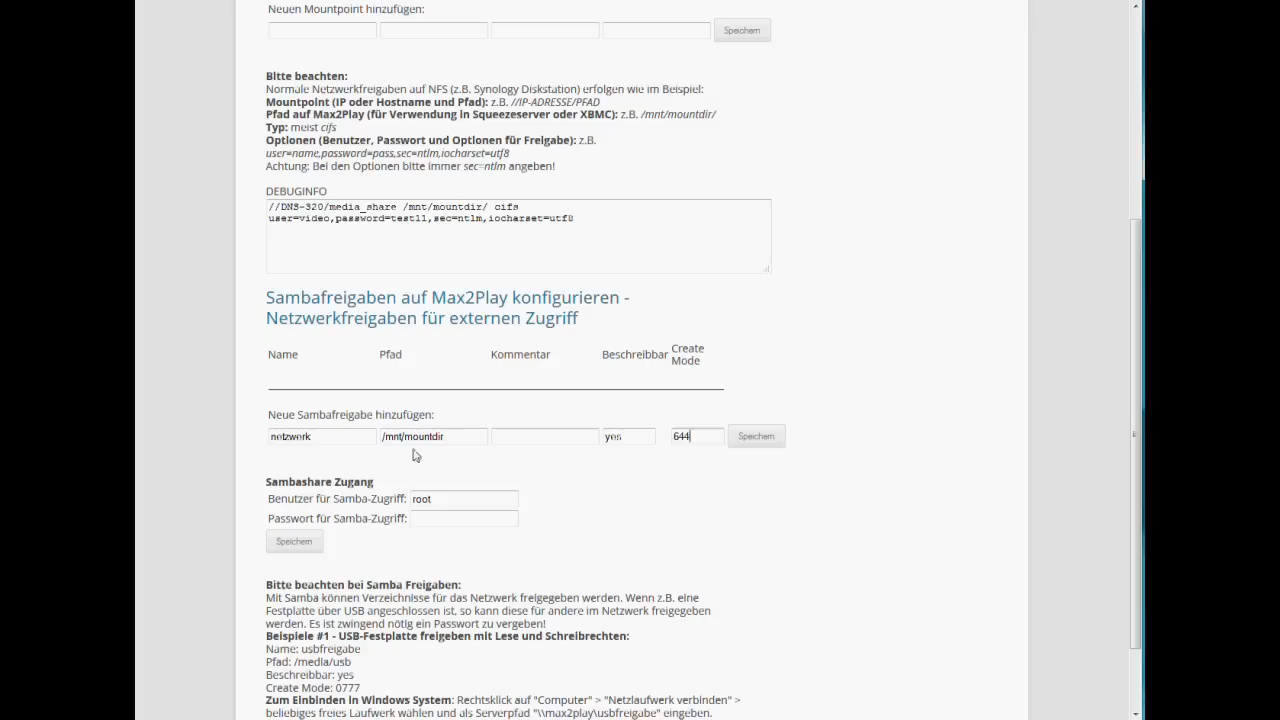 Neuen Mountpoint hinzufügen:
Speichern
Bitte beachten:
Normale Netzwerkfreigaben auf NFS (z.B. Synology Diskstation) erfolgen wie im Beispiel:
Mountpoint (IP oder Hostname und Pfad): z.B. //IP-ADRESSE/PFAD
Pfad auf Max2Play (für Verwendung in Squeezeserver oder XBMC): z.B. /mnt/mountdir/
Typ: meist cifs
Optionen (Benutzer, Passwort und Optionen für Freigabe): z.B.
user=name,password=pass,sec=ntlm,iocharset=utf8
Achtung: Bei den Optionen bitte immer sec=ntlm angeben!
DEBUGINFO
//DNS-320/media_share /mnt/mountdir/ cifs
user=video,password=test11,sec=ntlm,iocharset=utf8
Sambafreigaben auf Max2Play konfigurieren -
Netzwerkfreigaben für externen Zugriff
Name Pfad Kommentar Beschreibbar Create Mode
Neue Sambafreigabe hinzufügen:
netzwerk /mnt/mountdir yes 644 Speichern
Sambashare Zugang
Benutzer für Samba-Zugriff: root
Passwort für Samba-Zugriff:
Speichern
Bitte beachten bei Samba Freigaben:
Mit Samba können Verzeichnisse für das Netzwerk freigegeben werden. Wenn z.B. eine
Festplatte über USB angeschlossen ist, so kann diese für andere im Netzwerk freigegeben
werden. Es ist zwingend nötig ein Passwort zu vergeben!
Beispiele #1 - USB-Festplatte freigeben mit Lese und Schreibrechten:
Name: usbfreigabe
Pfad: /media/usb
Beschreibbar: yes
Create Mode: 0777
Zum Einbinden in Windows System: Rechtsklick auf "Computer" > "Netzlaufwerk verbinden" >
beliebiges freies Laufwerk wählen und als Serverpfad "\\max2play\usbfreigabe" eingeben.